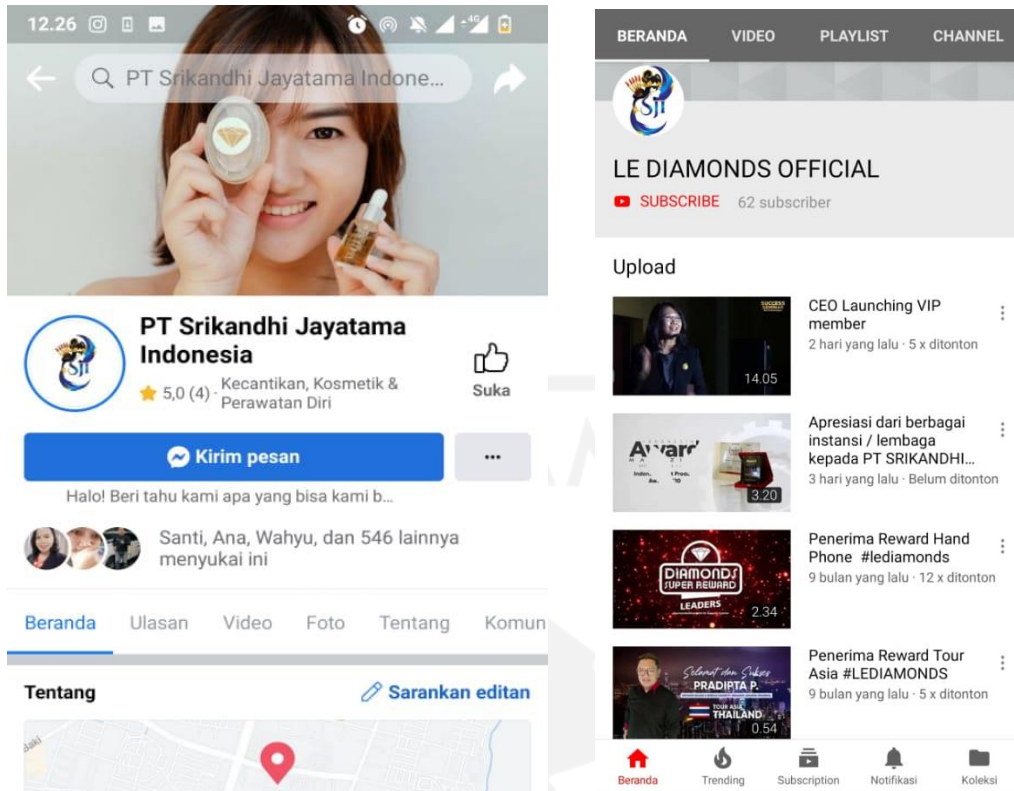 12.26
4G
PT Srikandhi Jayatama Indone...
SJI
PT Srikandhi Jayatama
Indonesia
5,0 (4) · Kecantikan, Kosmetik &
Perawatan Diri
Suka
Kirim pesan
...
Halo! Beri tahu kami apa yang bisa kami b...
Santi, Ana, Wahyu, dan 546 lainnya
menyukai ini
Beranda Ulasan Video Foto Tentang Komun
Tentang
Sarankan editan
BERANDA VIDEO PLAYLIST CHANNEL
SJI
LE DIAMONDS OFFICIAL
SUBSCRIBE 62 subscriber
Upload
SUCCESS
14.05
CEO Launching VIP
member
2 hari yang lalu · 5 x ditonton
Award
3.20
Apresiasi dari berbagai
instansi / lembaga
kepada PT SRIKANDHI...
3 hari yang lalu · Belum ditonton
DIAMONDS
SUPER REWARD
LEADERS
2.34
Penerima Reward Hand
Phone #lediamonds
9 bulan yang lalu · 12 x ditonton
Selamat dan Sukses
PRADIPTA P.
TOUR ASIA
THAILAND
0.54
Penerima Reward Tour
Asia #LEDIAMONDS
9 bulan yang lalu · 5 x ditonton
Beranda Trending Subscription Notifikasi Koleksi